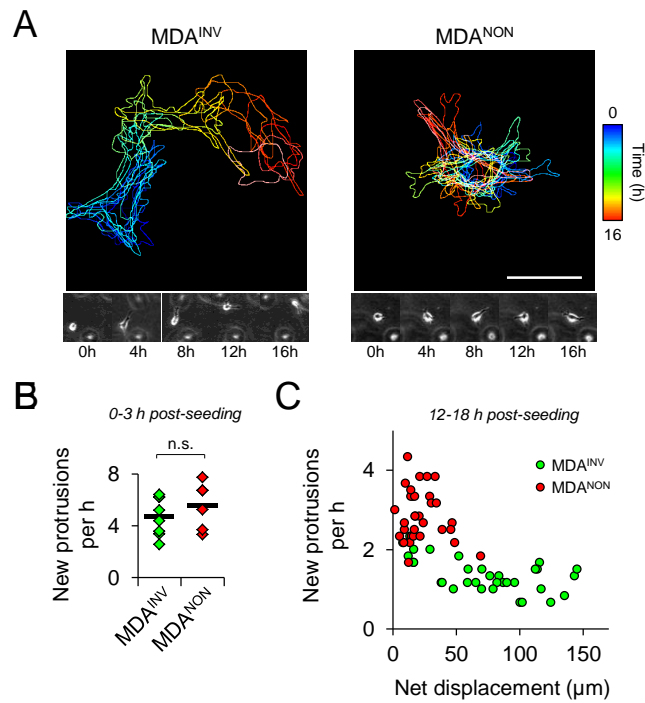 A
MDA^INV
MDA^NON
0
Time (h)
16
0h 4h 8h 12h 16h
0h 4h 8h 12h 16h
B
0-3 h post-seeding
n.s.
New protrusions
per h
8
4
0
MDA^INV
MDA^NON
C
12-18 h post-seeding
MDA^INV
MDA^NON
New protrusions
per h
4
2
0
0 50 100 150
Net displacement (µm)